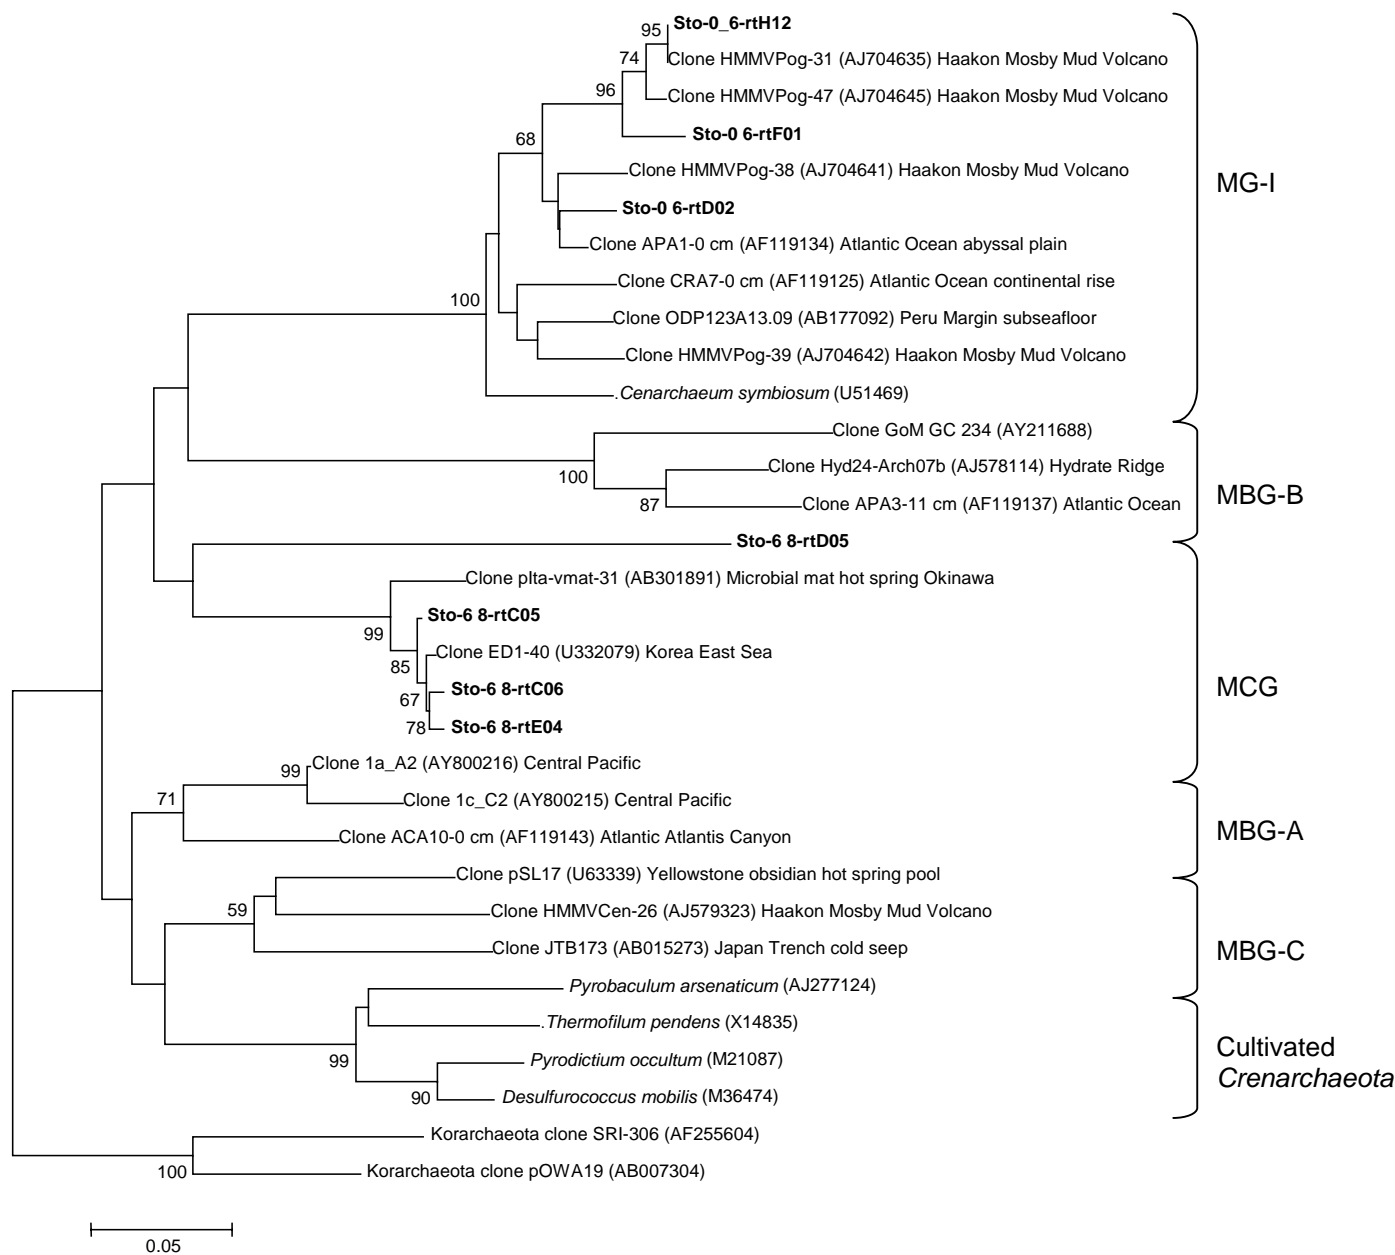 Sto-0_6-rtH12
95
Clone HMMVPog-31 (AJ704635) Haakon Mosby Mud Volcano
74
Clone HMMVPog-47 (AJ704645) Haakon Mosby Mud Volcano
96
Sto-0 6-rtF01
68
Clone HMMVPog-38 (AJ704641) Haakon Mosby Mud Volcano
MG-I
Sto-0 6-rtD02
Clone APA1-0 cm (AF119134) Atlantic Ocean abyssal plain
Clone CRA7-0 cm (AF119125) Atlantic Ocean continental rise
100
Clone ODP123A13.09 (AB177092) Peru Margin subseafloor
Clone HMMVPog-39 (AJ704642) Haakon Mosby Mud Volcano
.Cenarchaeum symbiosum (U51469)
Clone GoM GC 234 (AY211688)
Clone Hyd24-Arch07b (AJ578114) Hydrate Ridge
100
MBG-B
87
Clone APA3-11 cm (AF119137) Atlantic Ocean
Sto-6 8-rtD05
Clone pIta-vmat-31 (AB301891) Microbial mat hot spring Okinawa
Sto-6 8-rtC05
99
Clone ED1-40 (U332079) Korea East Sea
85
MCG
Sto-6 8-rtC06
67
78
Sto-6 8-rtE04
Clone 1a_A2 (AY800216) Central Pacific
99
71
Clone 1c_C2 (AY800215) Central Pacific
MBG-A
Clone ACA10-0 cm (AF119143) Atlantic Atlantis Canyon
Clone pSL17 (U63339) Yellowstone obsidian hot spring pool
59
Clone HMMVCen-26 (AJ579323) Haakon Mosby Mud Volcano
Clone JTB173 (AB015273) Japan Trench cold seep
MBG-C
Pyrobaculum arsenaticum (AJ277124)
.Thermofilum pendens (X14835)
Cultivated
Crenarchaeota
99
Pyrodictium occultum (M21087)
90
Desulfurococcus mobilis (M36474)
Korarchaeota clone SRI-306 (AF255604)
100
Korarchaeota clone pOWA19 (AB007304)
0.05